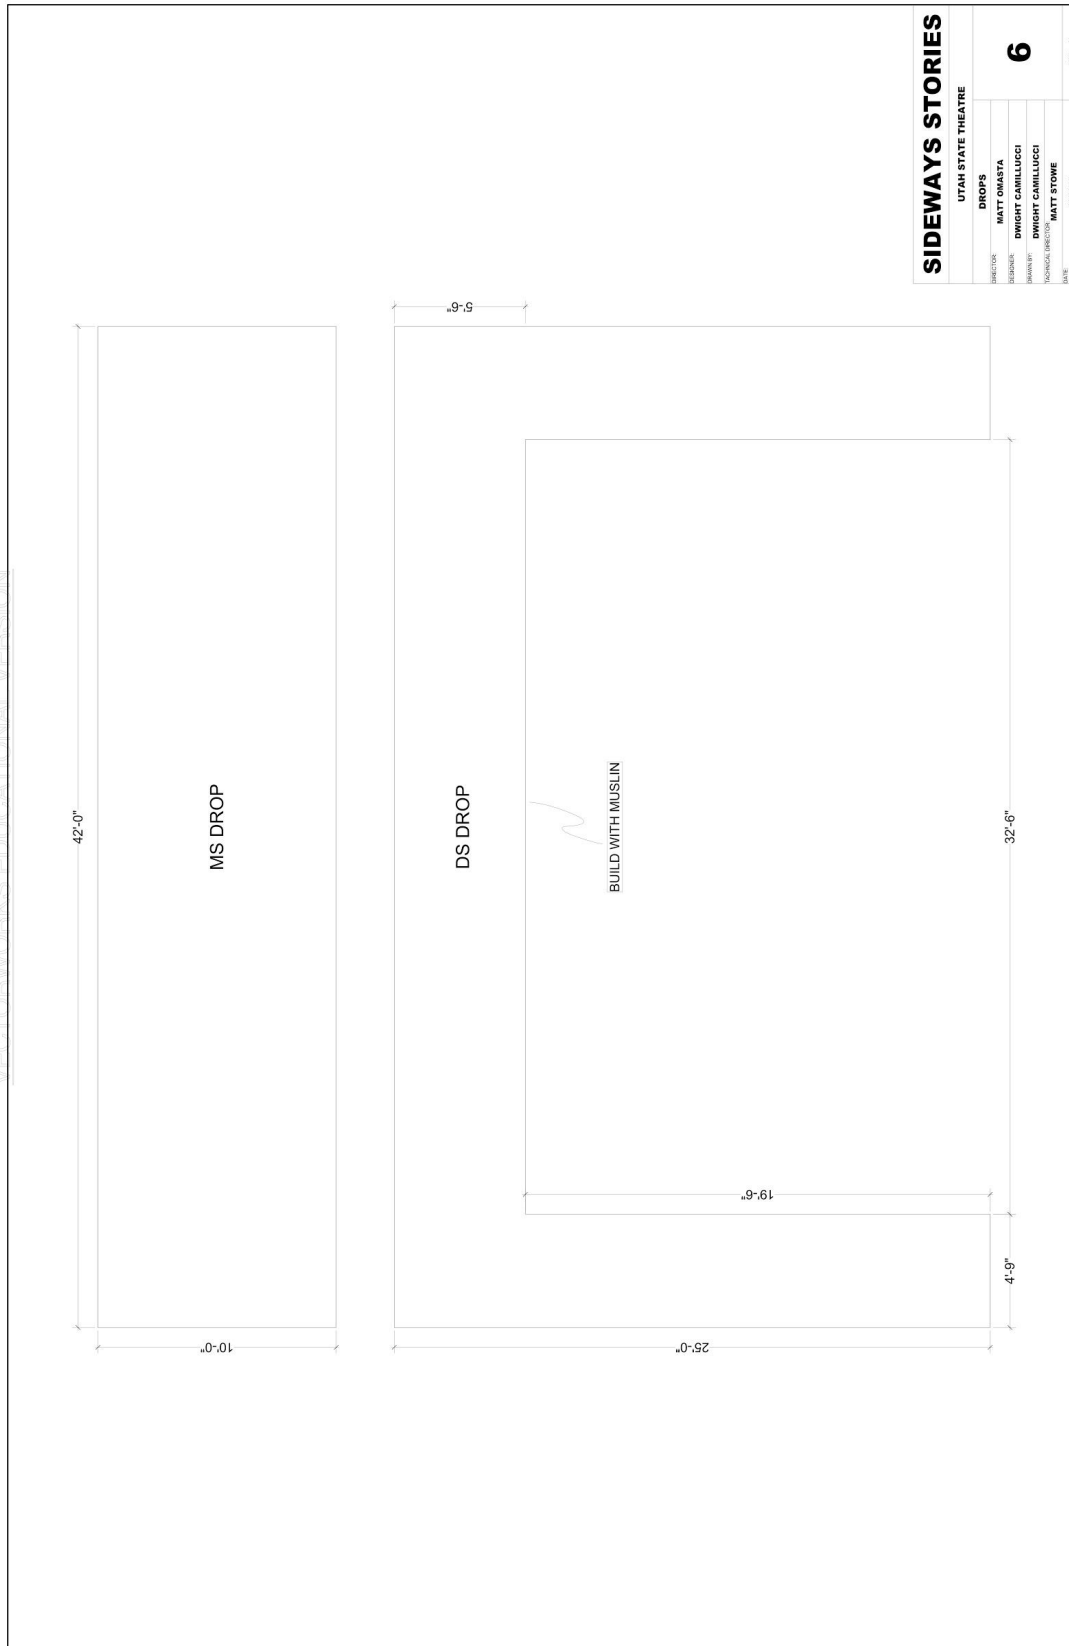 42'-0"
MS DROP
10'-0"
5'-6"
DS DROP
BUILD WITH MUSLIN
19'-6"
25'-0"
32'-6"
4'-9"
SIDEWAYS STORIES
UTAH STATE THEATRE
DROPS
DIRECTOR:
MATT OMASTA
DESIGNER:
DWIGHT CAMILLUCCI
DRAWN BY:
DWIGHT CAMILLUCCI
MATT STOWE
DATE:
6